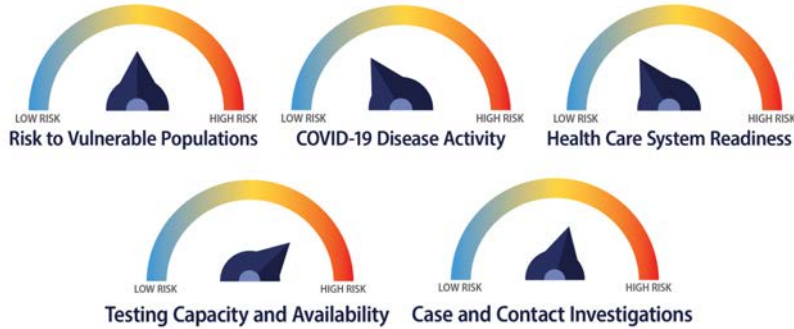 LOW RISK HIGH RISK
Risk to Vulnerable Populations
LOW RISK HIGH RISK
COVID-19 Disease Activity
LOW RISK HIGH RISK
Health Care System Readiness
LOW RISK HIGH RISK
Testing Capacity and Availability
LOW RISK HIGH RISK
Case and Contact Investigations